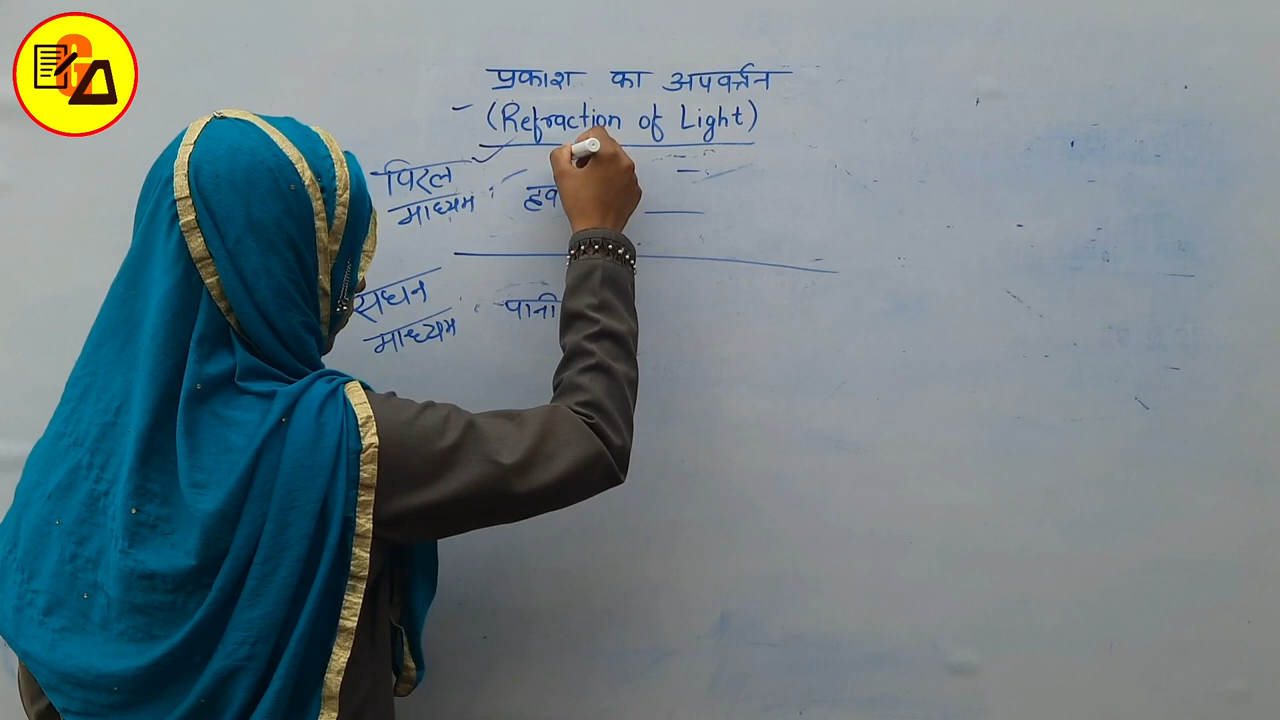 प्रकाश का अपवर्त्तन
(Refraction of Light)
विरल
माध्यम
सघन
माध्यम
पानी